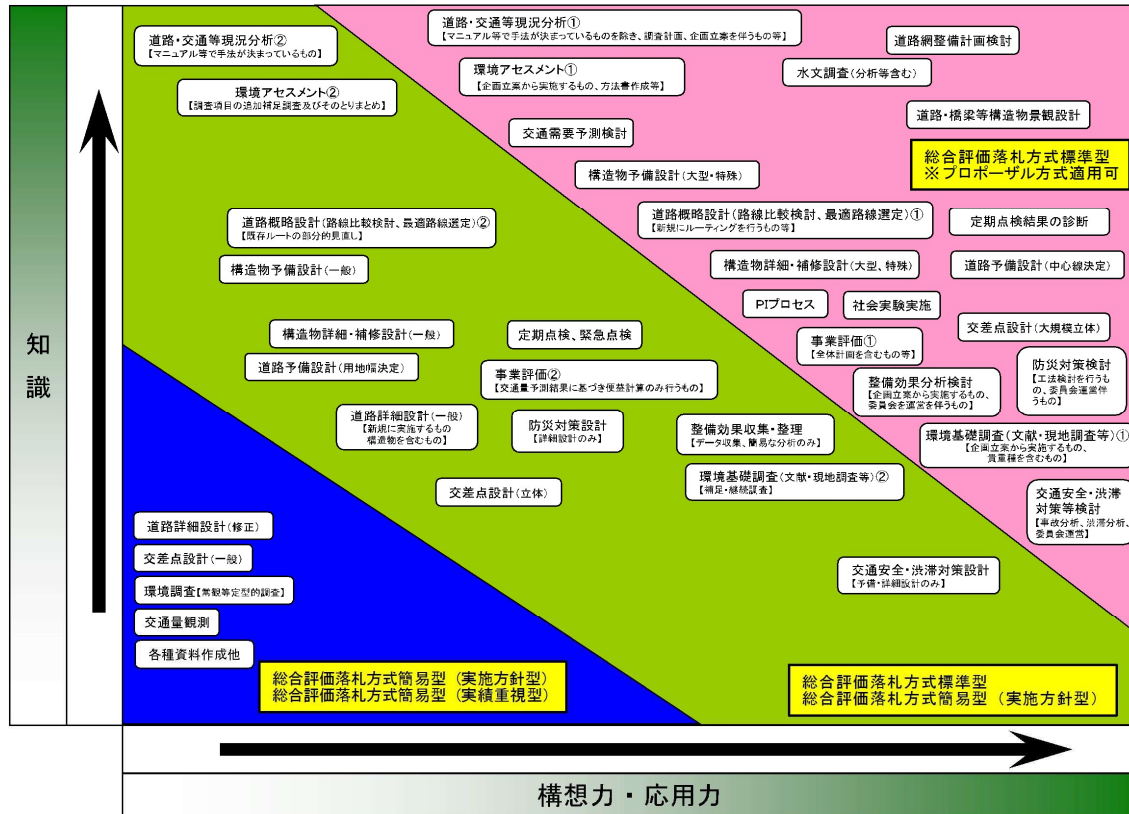 道路・交通等現況分析②
【マニュアル等で手法が決まっているもの】
環境アセスメント②
【調査項目の追加補足調査及びそのとりまとめ】
道路・交通等現況分析①
【マニュアル等で手法が決まっているものを除き、調査計画、企画立案を伴うもの等】
環境アセスメント①
【企画立案から実施するもの、方法書作成等】
道路網整備計画検討
水文調査(分析等含む)
道路・橋梁等構造物景観設計
交通需要予測検討
構造物予備設計(大型・特殊)
総合評価落札方式標準型
※プロポーザル方式適用可
道路概略設計(路線比較検討、最適路線選定)①
【新規にルーティングを行うもの等】
定期点検結果の診断
構造物詳細・補修設計(大型、特殊)
道路予備設計(中心線決定)
PIプロセス
社会実験実施
交差点設計(大規模立体)
事業評価①
【全体計画を含むもの等】
防災対策検討
【工法検討を行うも
の、委員会運営伴
うもの】
整備効果分析検討
【企画立案から実施するもの、
委員会を運営を伴うもの】
環境基礎調査(文献・現地調査等)①
【企画立案から実施するもの、
貴重種を含むもの】
交通安全・渋滞
対策等検討
【事故分析、渋滞分析、
委員会運営】
道路概略設計(路線比較検討、最適路線選定)②
【既存ルートの部分的見直し】
構造物予備設計(一般)
構造物詳細・補修設計(一般)
定期点検、緊急点検
道路予備設計(用地幅決定)
事業評価②
【交通量予測結果に基づき便益計算のみ行うもの】
道路詳細設計(一般)
【新規に実施するもの
構造物を含むもの】
防災対策設計
【詳細設計のみ】
整備効果収集・整理
【データ収集、簡易な分析のみ】
環境基礎調査(文献・現地調査等)②
【補足・継続調査】
交差点設計(立体)
交通安全・渋滞対策設計
【予備・詳細設計のみ】
道路詳細設計(修正)
交差点設計(一般)
環境調査【常観等定型的調査】
交通量観測
各種資料作成他
総合評価落札方式簡易型(実施方針型)
総合評価落札方式簡易型(実績重視型)
総合評価落札方式標準型
総合評価落札方式簡易型(実施方針型)
知
識
構想力・応用力